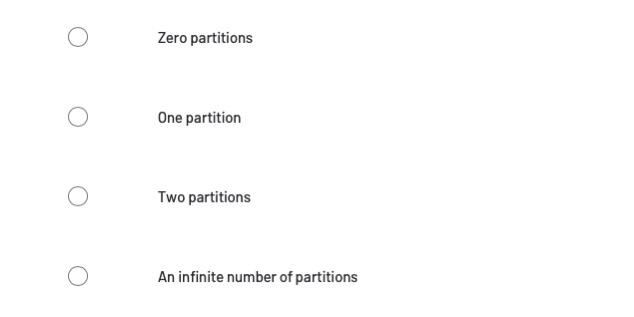 Zero partitions
One partition
Two partitions
An infinite number of partitions